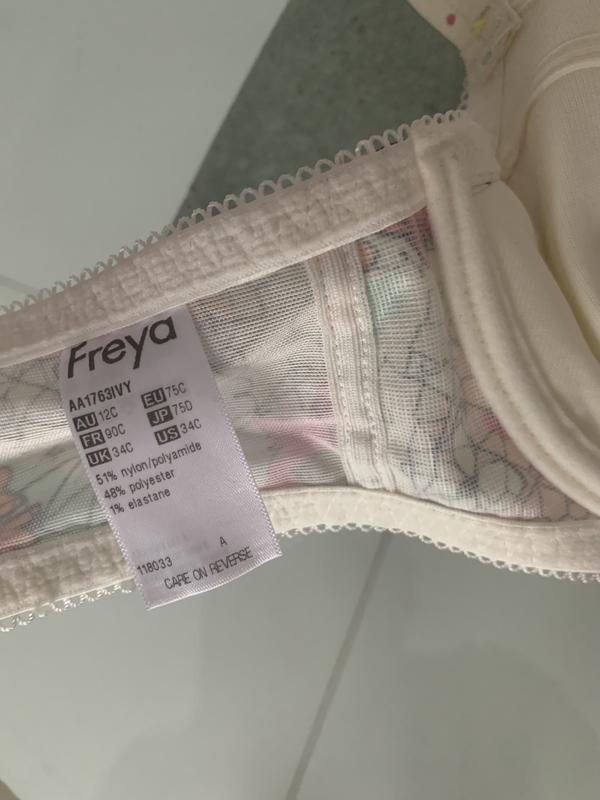 Freya
AA1763IVY
AU 12C EU 75C
FR 90C JP 75D
UK 34C US 34C
51% nylon/polyamide
48% polyester
1% elastane
118033 A
CARE ON REVERSE